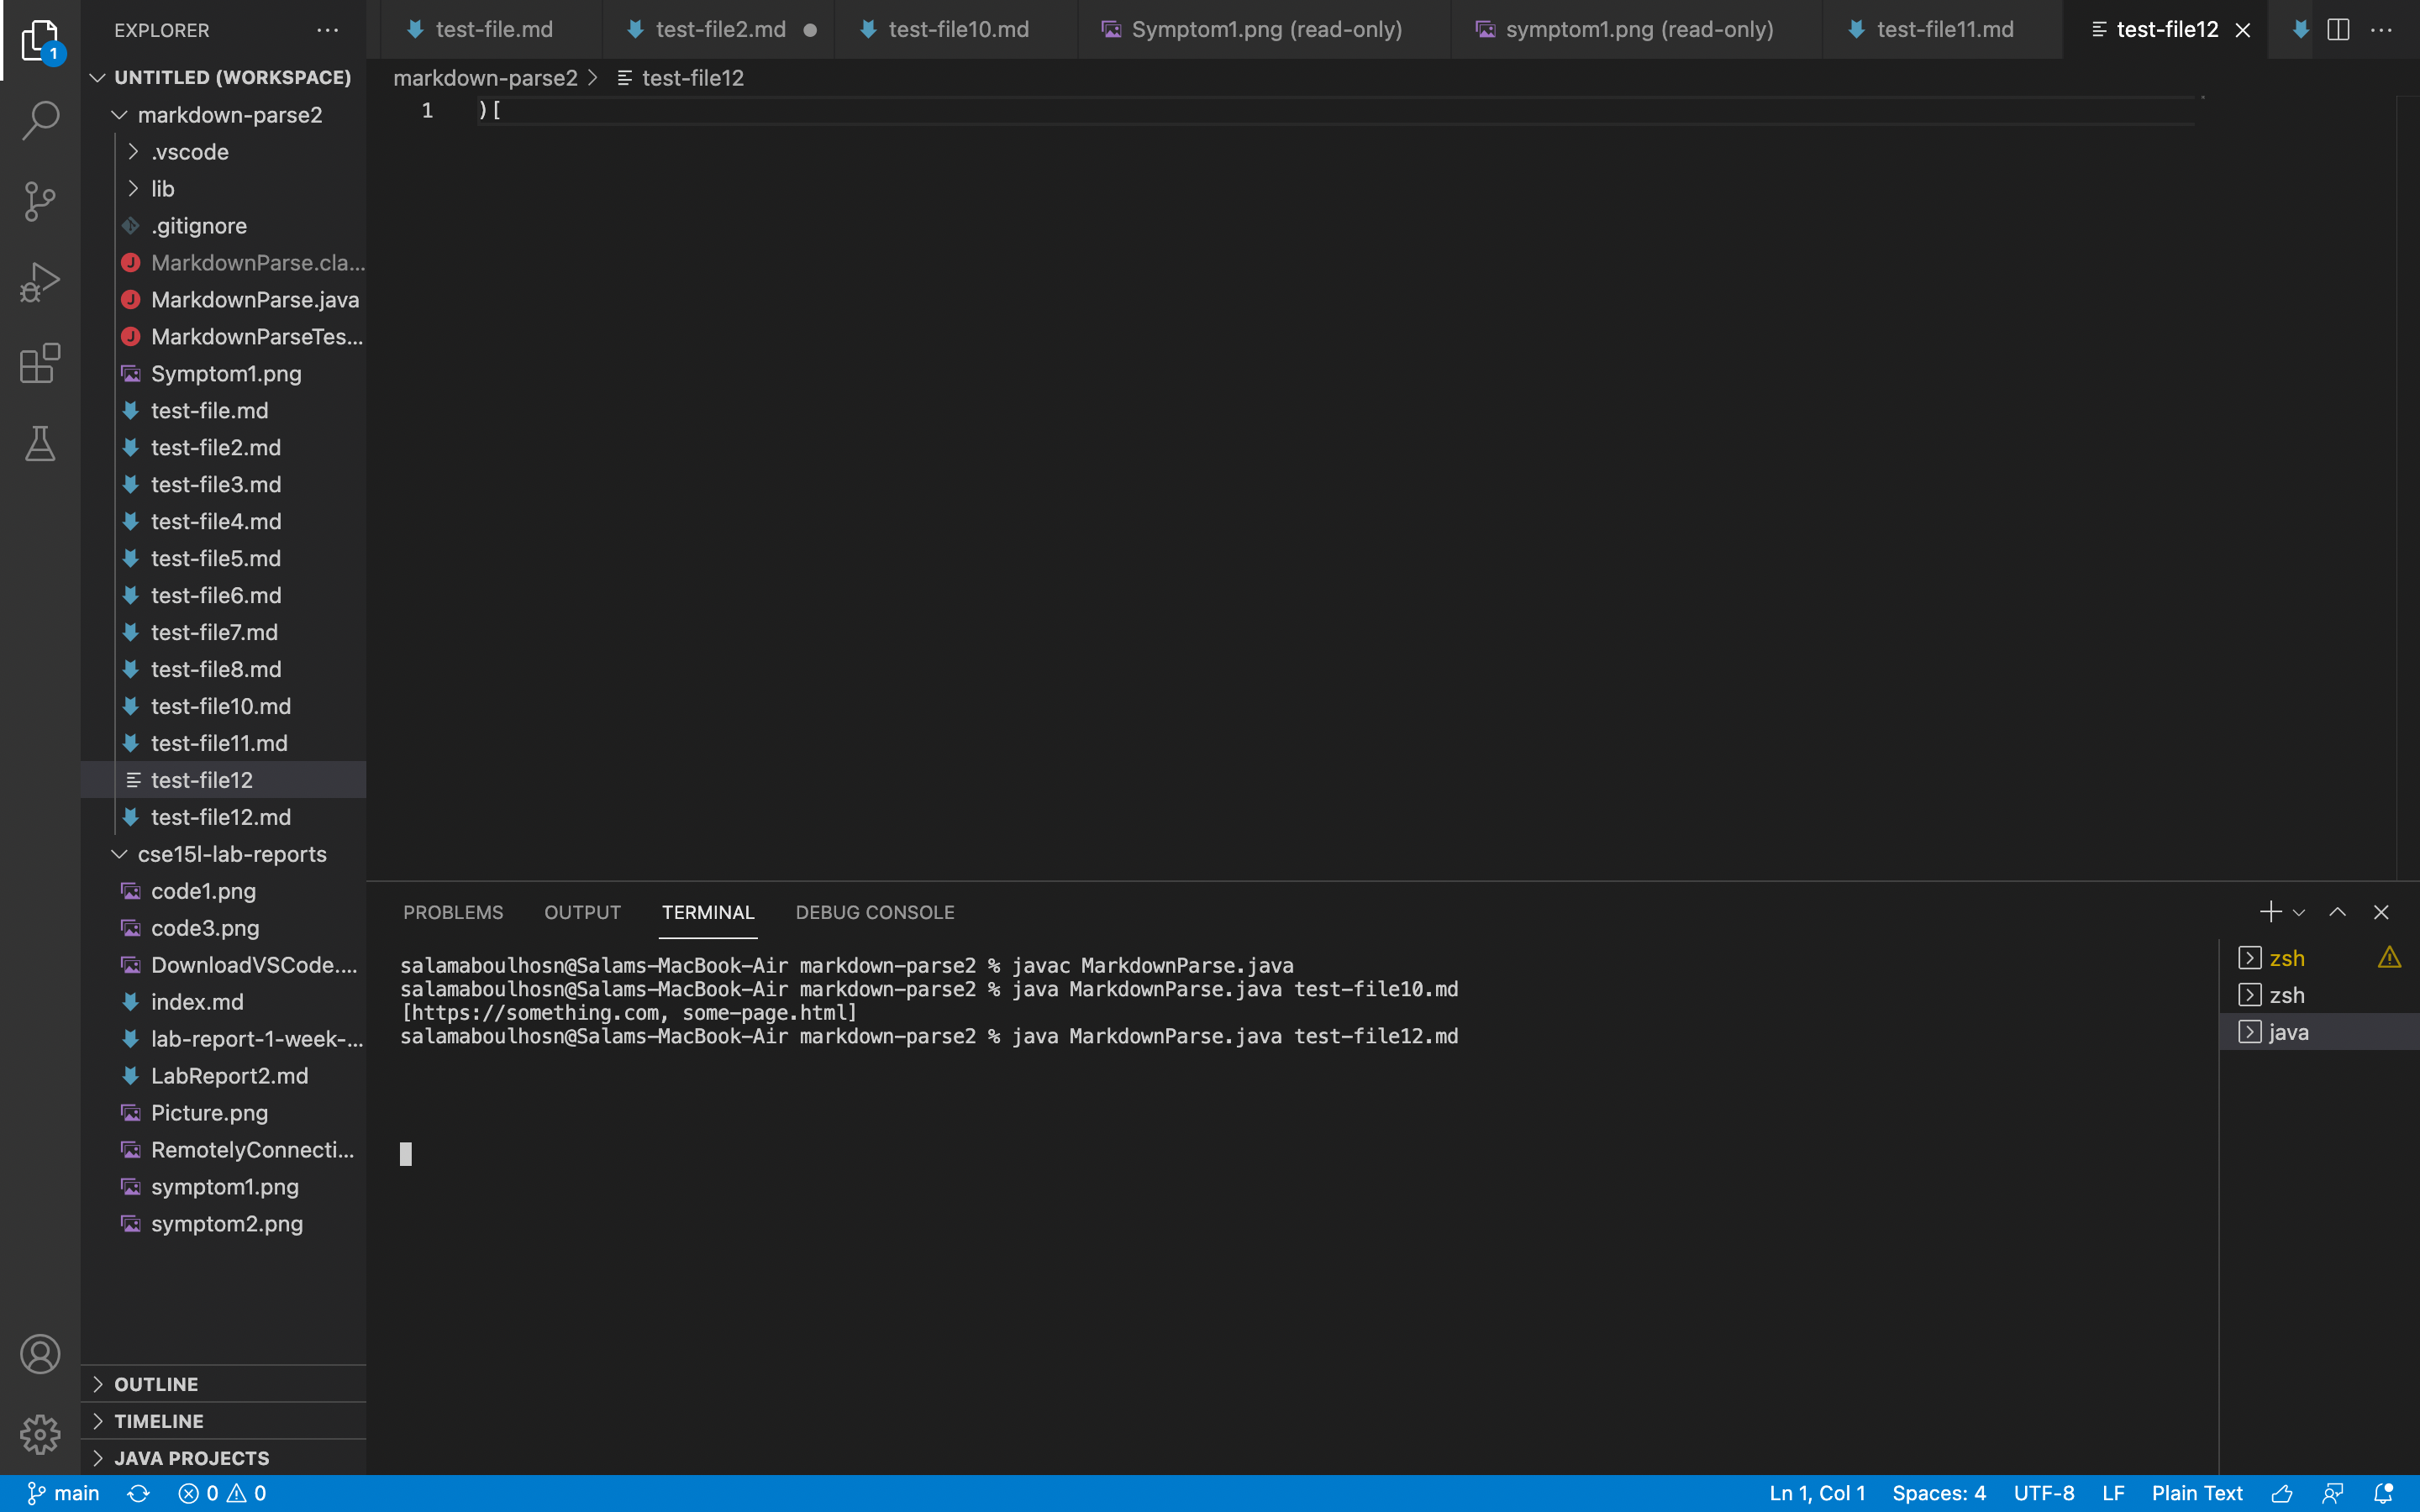 EXPLORER
1
UNTITLED (WORKSPACE)
markdown-parse2
.vscode
lib
.gitignore
MarkdownParse.cla...
MarkdownParse.java
MarkdownParseTes...
Symptom1.png
test-file.md
test-file2.md
test-file3.md
test-file4.md
test-file5.md
test-file6.md
test-file7.md
test-file8.md
test-file10.md
test-file11.md
test-file12
test-file12.md
cse15l-lab-reports
code1.png
code3.png
DownloadVSCode....
index.md
lab-report-1-week-...
LabReport2.md
Picture.png
RemotelyConnecti...
symptom1.png
symptom2.png
OUTLINE
TIMELINE
JAVA PROJECTS
test-file.md test-file2.md test-file10.md Symptom1.png (read-only) symptom1.png (read-only) test-file11.md test-file12
markdown-parse2 > test-file12
1 )[
PROBLEMS OUTPUT TERMINAL DEBUG CONSOLE
salamaboulhosn@Salams-MacBook-Air markdown-parse2 % javac MarkdownParse.java
salamaboulhosn@Salams-MacBook-Air markdown-parse2 % java MarkdownParse.java test-file10.md
[https://something.com, some-page.html]
salamaboulhosn@Salams-MacBook-Air markdown-parse2 % java MarkdownParse.java test-file12.md
zsh
zsh
java
main 0 0 Ln 1, Col 1 Spaces: 4 UTF-8 LF Plain Text